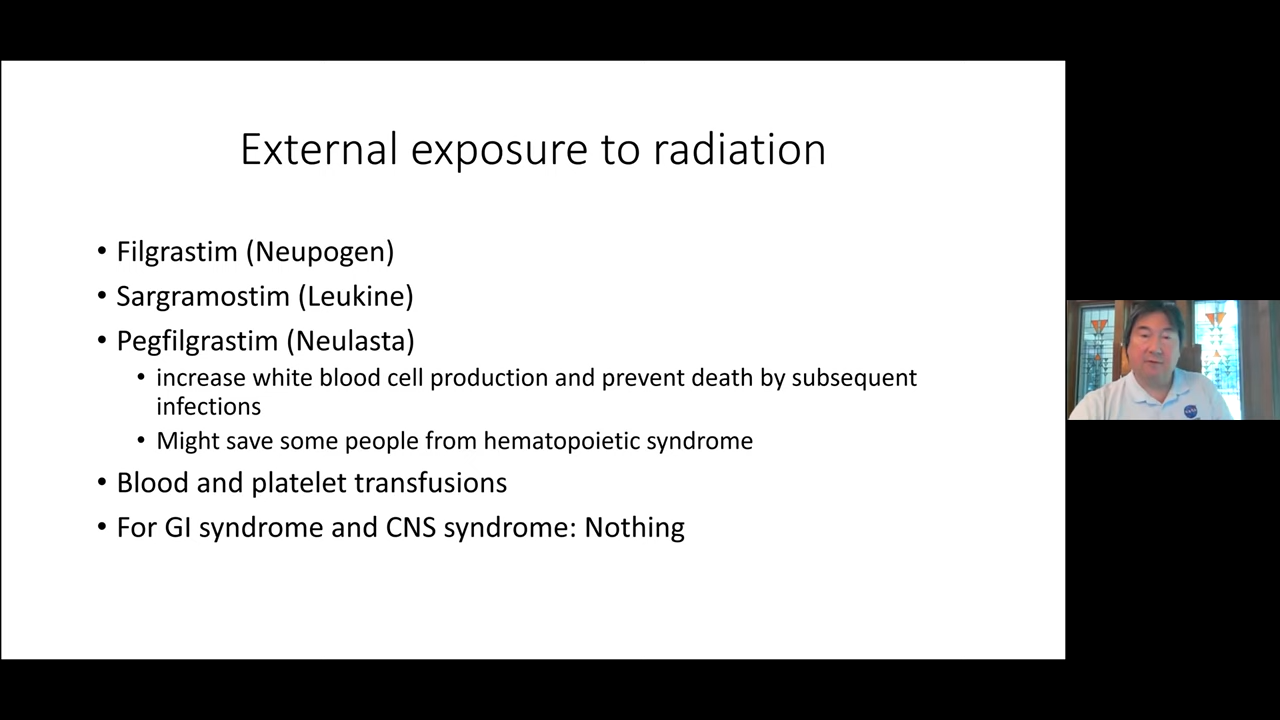 External exposure to radiation
• Filgrastim (Neupogen)
• Sargramostim (Leukine)
• Pegfilgrastim (Neulasta)
• increase white blood cell production and prevent death by subsequent
infections
• Might save some people from hematopoietic syndrome
• Blood and platelet transfusions
• For GI syndrome and CNS syndrome: Nothing
NASA